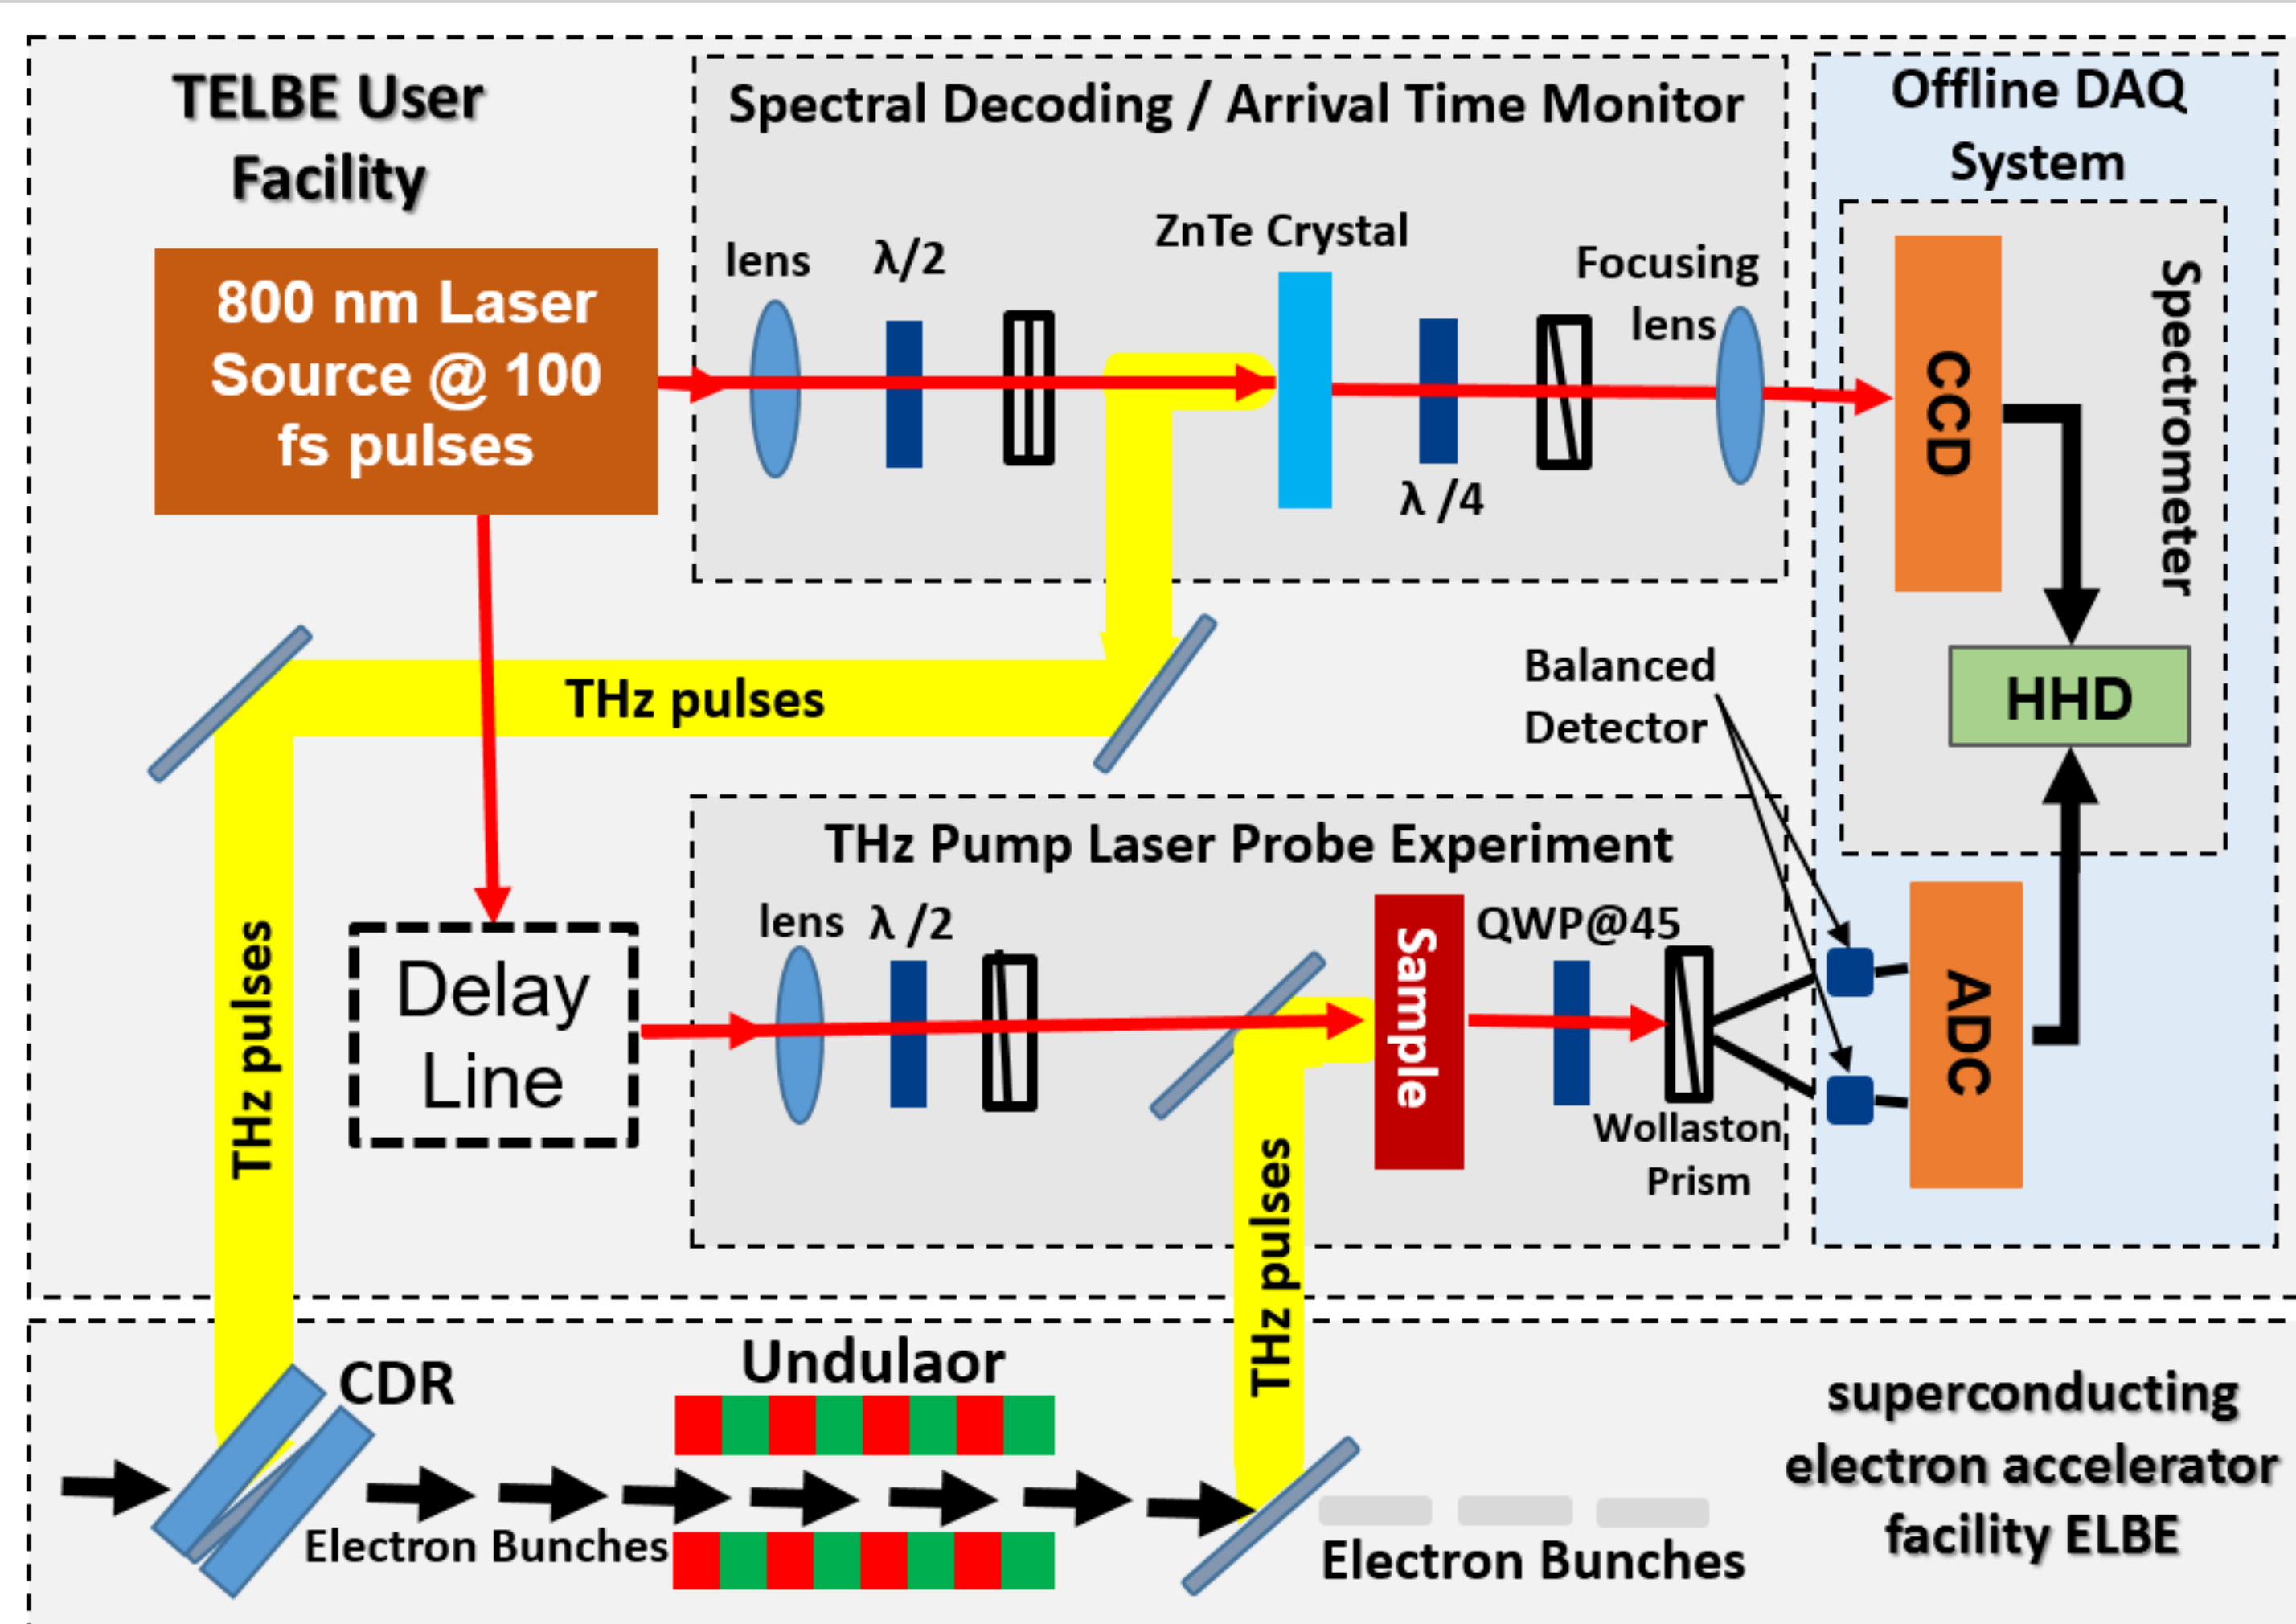 TELBE User
Facility
Spectral Decoding / Arrival Time Monitor
Offline DAQ
System
800 nm Laser
Source @ 100
fs pulses
lens
λ/2
ZnTe Crystal
λ /4
Focusing
lens
CCD
Spectrometer
HHD
THz pulses
Balanced
Detector
THz pulses
Delay
Line
THz Pump Laser Probe Experiment
lens
λ /2
Sample
QWP@45
Wollaston
Prism
ADC
THz pulses
CDR
Undulaor
Electron Bunches
Electron Bunches
superconducting
electron accelerator
facility ELBE